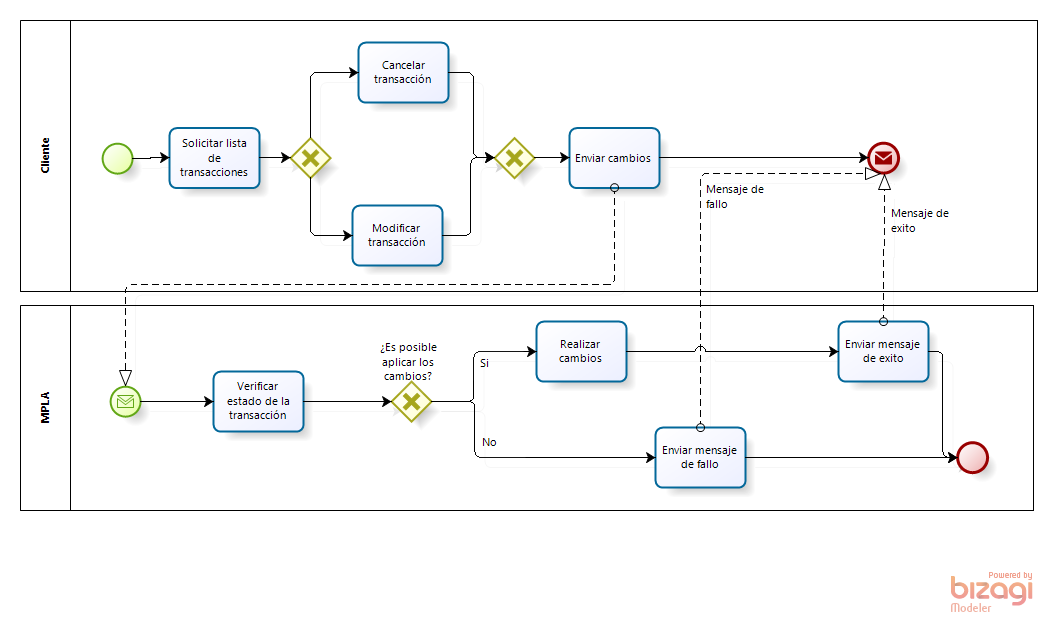 Cliente
Solicitar lista
de
transacciones
Cancelar
transacción
Modificar
transacción
Enviar cambios
Mensaje de
fallo
Mensaje de
exito
MPLA
Verificar
estado de la
transacción
¿Es posible
aplicar los
cambios?
Si
No
Realizar
cambios
Enviar mensaje
de fallo
Enviar mensaje
de exito
Powered by
bizagi
Modeler